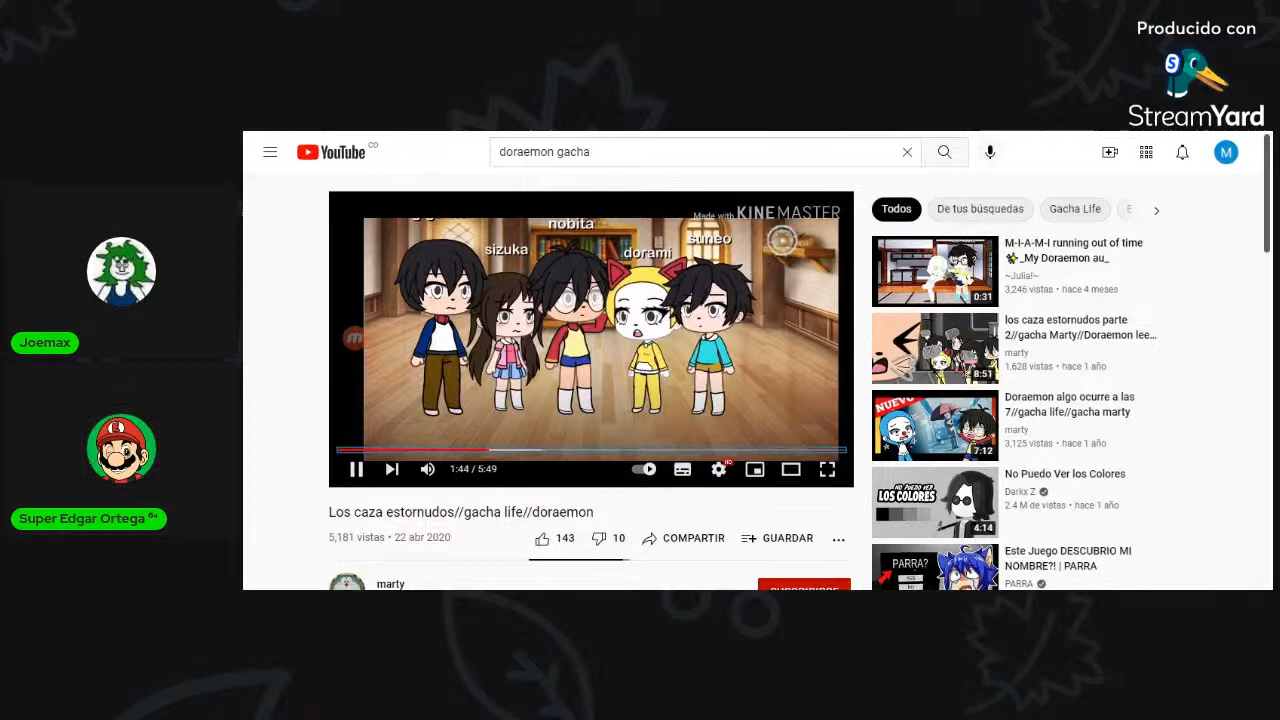 Producido con
StreamYard
YouTube CO
doraemon gacha
M
Made with KINEMASTER
nobita
suneo
sizuka
dorami
1:44 / 5:49
HD
Los caza estornudos//gacha life//doraemon
5,181 vistas • 22 abr 2020
143
10
COMPARTIR
GUARDAR
marty
Todos
De tus búsquedas
Gacha Life
M-I-A-M-I running out of time
✨_My Doraemon au_
~Julia!~
3,246 vistas • hace 4 meses
0:31
los caza estornudos parte
2//gacha Marty//Doraemon lee...
marty
1,628 vistas • hace 1 año
8:51
Doraemon algo ocurre a las
7//gacha life//gacha marty
marty
3,125 vistas • hace 1 año
NUEVO
7:12
No Puedo Ver los Colores
Darkx Z
2.4 M de vistas • hace 1 año
NO PUEDO VER
LOS COLORES
4:14
Este Juego DESCUBRIO MI
NOMBRE?! | PARRA
PARRA
PARRA?
YES
NO
Joemax
Super Edgar Ortega ⁶⁴